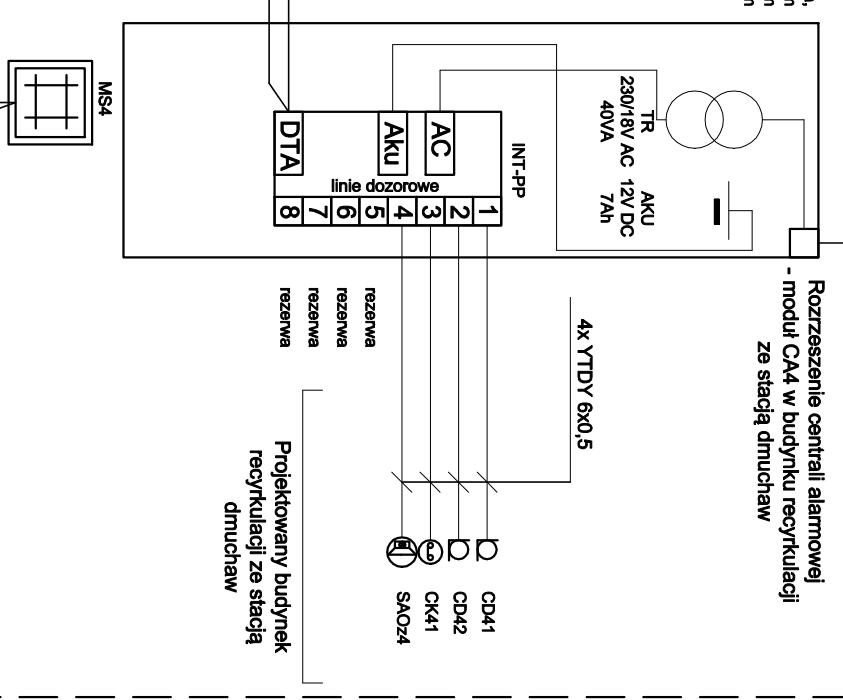 Rozrzeszenie centrali alarmowej
- moduł CA4 w budynku recyrkulacji
ze stacją dmuchaw
TR
230/18V AC
40VA
AKU
12V DC
7Ah
INT-PP
AC
Aku
DTA
linie dozorowe
1
2
3
4
5
6
7
8
rezerwa
rezerwa
rezerwa
rezerwa
4x YTDY 6x0,5
CD41
CD42
CK41
SAOz4
Projektowany budynek
recyrkulacji ze stacją
dmuchaw
MS4